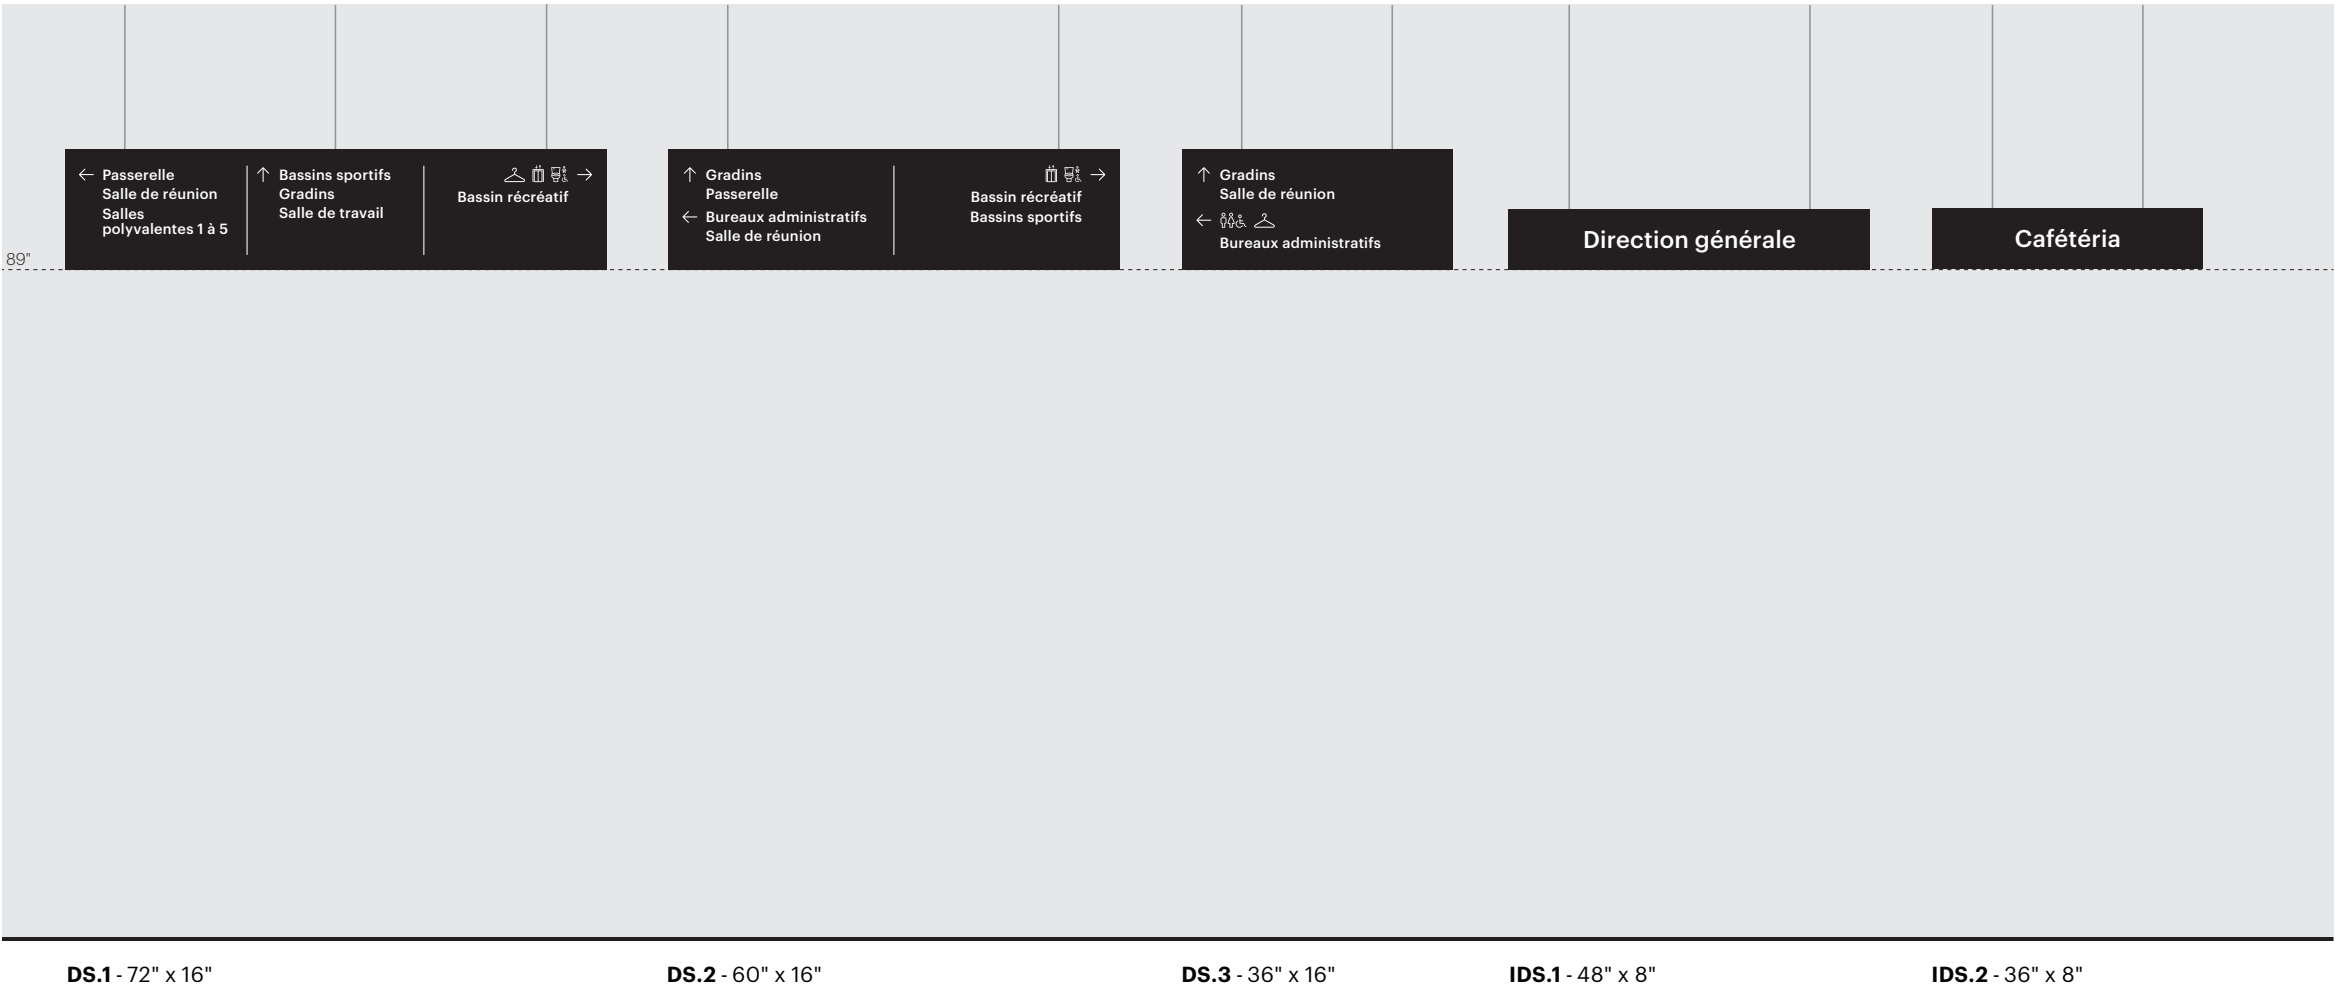 ← Passerelle
Salle de réunion
Salles
polyvalentes 1 à 5
↑ Bassins sportifs
Gradins
Salle de travail
→
Bassin récréatif
↑ Gradins
Passerelle
← Bureaux administratifs
Salle de réunion
→
Bassin récréatif
Bassins sportifs
↑ Gradins
Salle de réunion
←
Bureaux administratifs
Direction générale
Cafétéria
89"
DS.1 - 72" x 16"
DS.2 - 60" x 16"
DS.3 - 36" x 16"
IDS.1 - 48" x 8"
IDS.2 - 36" x 8"